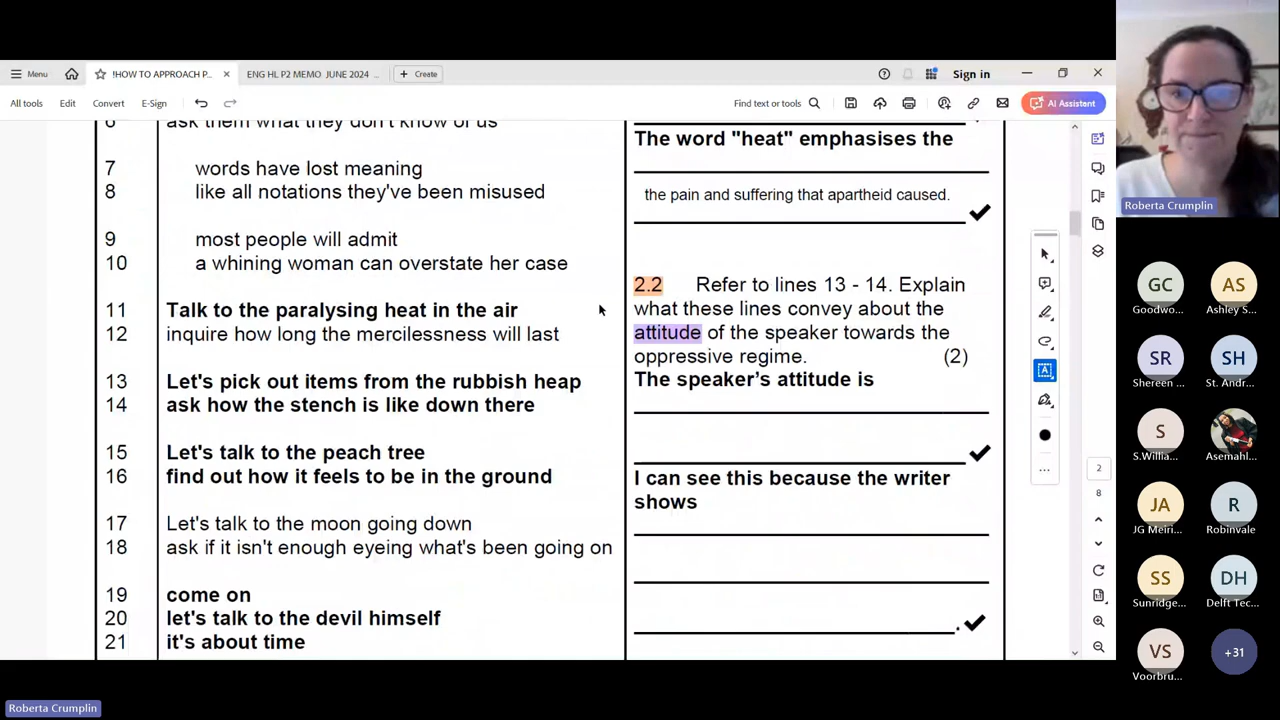 Menu
!HOW TO APPROACH P...
ENG HL P2 MEMO JUNE 2024 ...
Create
Sign in
All tools
Edit
Convert
E-Sign
Find text or tools
AI Assistant
6 ask them what they don't know of us
7 words have lost meaning
8 like all notations they've been misused
9 most people will admit
10 a whining woman can overstate her case
11 Talk to the paralysing heat in the air
12 inquire how long the mercilessness will last
13 Let's pick out items from the rubbish heap
14 ask how the stench is like down there
15 Let's talk to the peach tree
16 find out how it feels to be in the ground
17 Let's talk to the moon going down
18 ask if it isn't enough eyeing what's been going on
19 come on
20 let's talk to the devil himself
21 it's about time
The word "heat" emphasises the
the pain and suffering that apartheid caused.
2.2 Refer to lines 13 - 14. Explain
what these lines convey about the
attitude of the speaker towards the
oppressive regime. (2)
The speaker's attitude is
I can see this because the writer
shows
.
2
8
Roberta Crumplin
GC
Goodwo...
AS
Ashley S...
SR
Shereen ...
SH
St. Andr...
S
S.Willia...
Asemahl...
JA
JG Meiri...
R
Robinvale
SS
Sunridge...
DH
Delft Tec...
VS
Voorbru...
+31
Roberta Crumplin